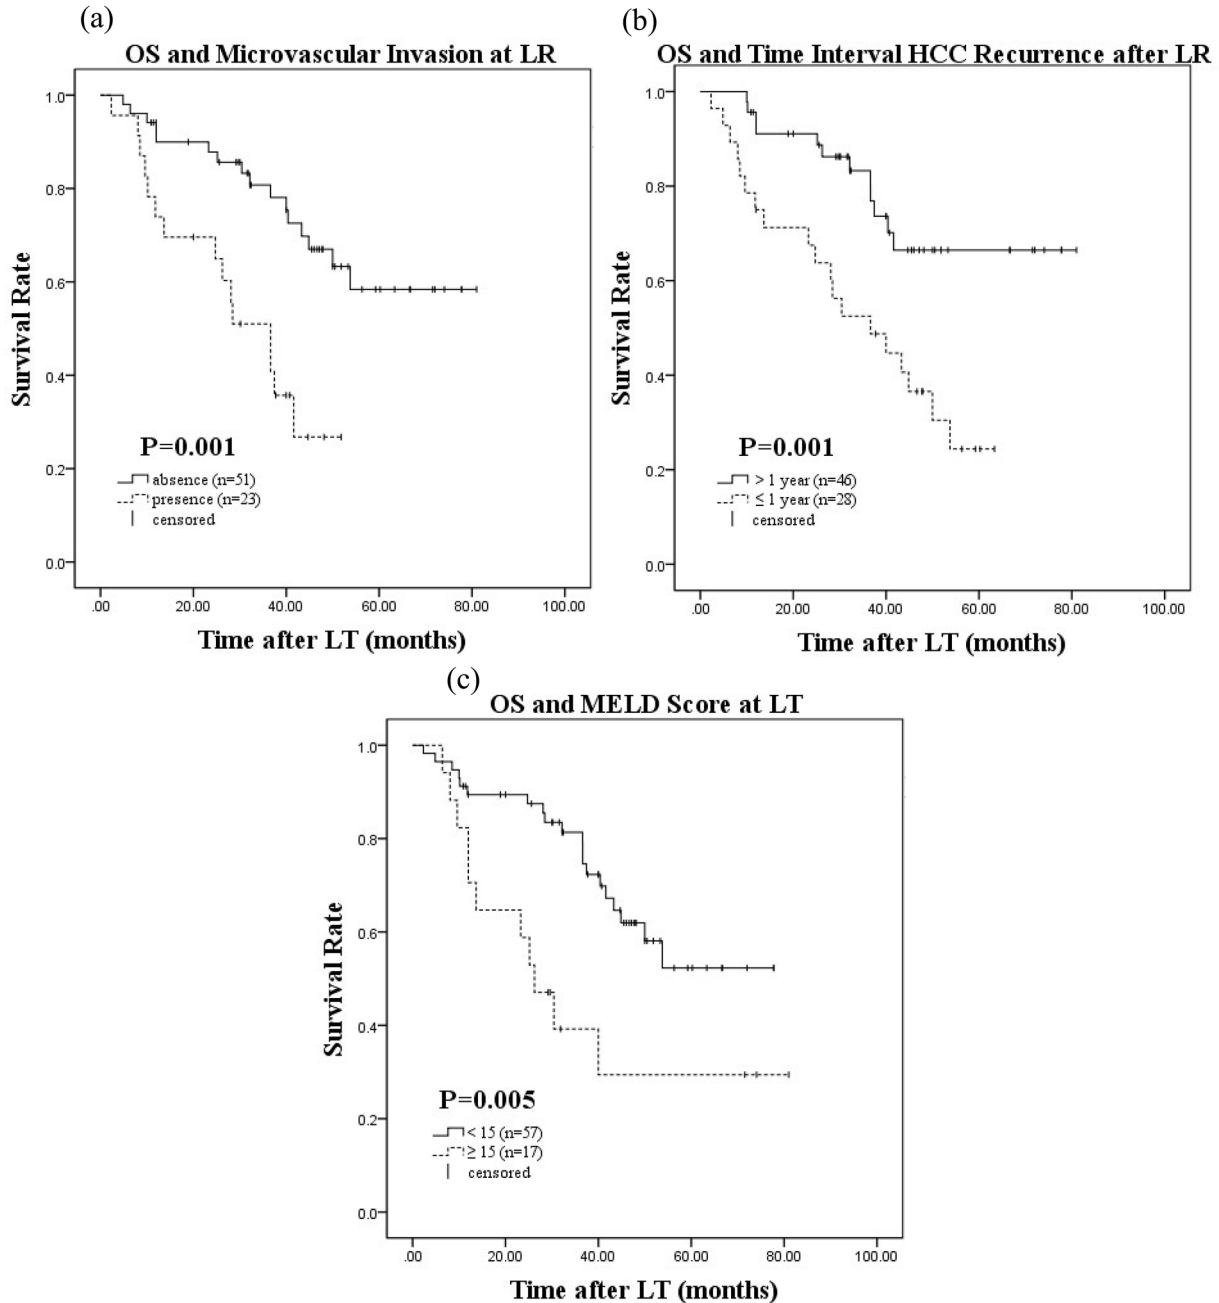 (a)
OS and Microvascular Invasion at LR
1.0
0.8
0.6
0.4
0.2
0.0
Survival Rate
P=0.001
absence (n=51)
presence (n=23)
censored
.00 20.00 40.00 60.00 80.00 100.00
Time after LT (months)
(b)
OS and Time Interval HCC Recurrence after LR
1.0
0.8
0.6
0.4
0.2
0.0
Survival Rate
P=0.001
> 1 year (n=46)
≤ 1 year (n=28)
censored
.00 20.00 40.00 60.00 80.00 100.00
Time after LT (months)
(c)
OS and MELD Score at LT
1.0
0.8
0.6
0.4
0.2
0.0
Survival Rate
P=0.005
< 15 (n=57)
≥ 15 (n=17)
censored
.00 20.00 40.00 60.00 80.00 100.00
Time after LT (months)